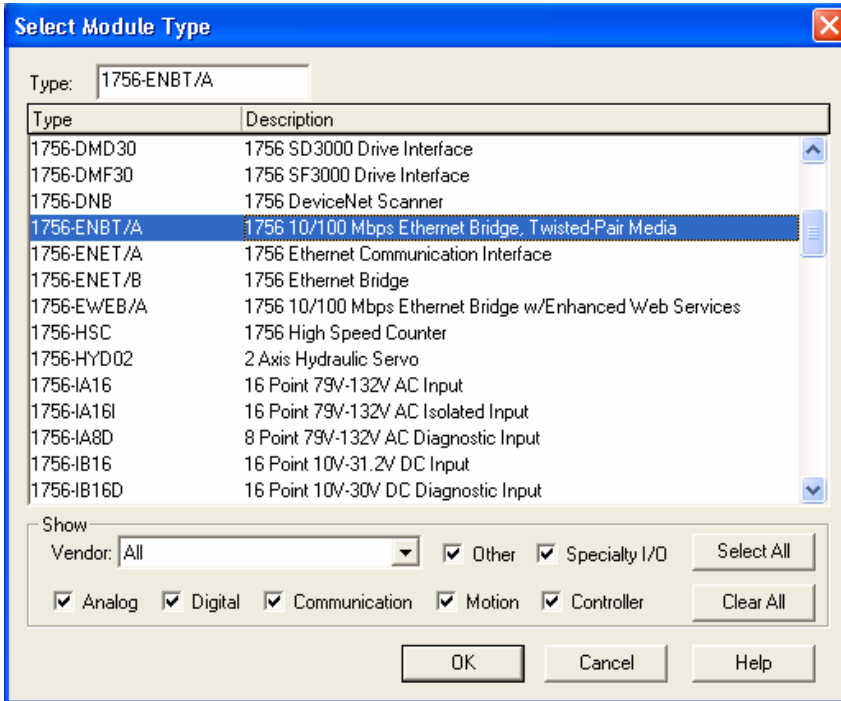 Select Module Type
Type: 1756-ENBT/A
Type Description
1756-DMD30 1756 SD3000 Drive Interface
1756-DMF30 1756 SF3000 Drive Interface
1756-DNB 1756 DeviceNet Scanner
1756-ENBT/A 1756 10/100 Mbps Ethernet Bridge, Twisted-Pair Media
1756-ENET/A 1756 Ethernet Communication Interface
1756-ENET/B 1756 Ethernet Bridge
1756-EWEB/A 1756 10/100 Mbps Ethernet Bridge w/Enhanced Web Services
1756-HSC 1756 High Speed Counter
1756-HYD02 2 Axis Hydraulic Servo
1756-IA16 16 Point 79V-132V AC Input
1756-IA16I 16 Point 79V-132V AC Isolated Input
1756-IA8D 8 Point 79V-132V AC Diagnostic Input
1756-IB16 16 Point 10V-31.2V DC Input
1756-IB16D 16 Point 10V-30V DC Diagnostic Input
Show
Vendor: All Other Specialty I/O Select All
Analog Digital Communication Motion Controller Clear All
OK Cancel Help